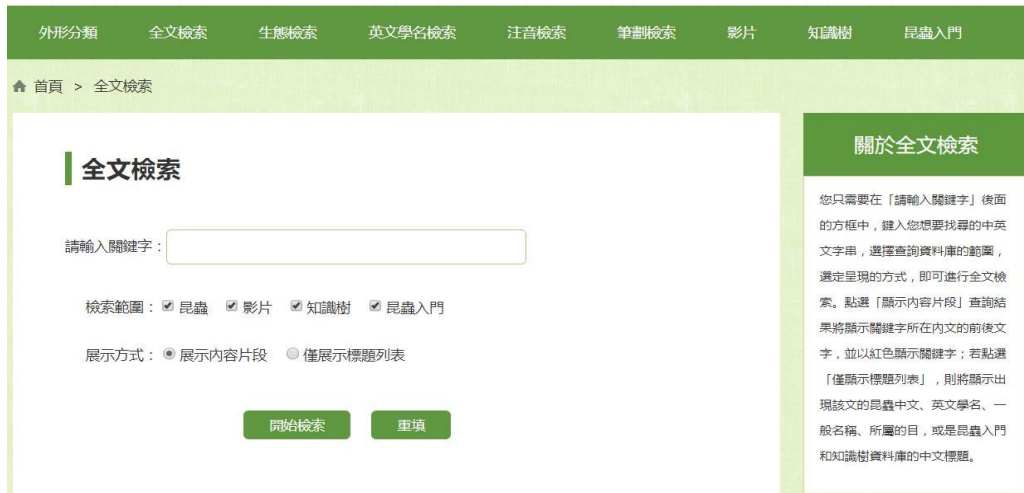 外形分類 全文檢索 生態檢索 英文學名檢索 注音檢索 筆劃檢索 影片 知識樹 昆蟲入門
首頁 > 全文檢索
全文檢索
請輸入關鍵字：
檢索範圍： 昆蟲 影片 知識樹 昆蟲入門
展示方式： 展示內容片段 僅展示標題列表
開始檢索 重填
關於全文檢索
您只需要在「請輸入關鍵字」後面
的方框中，鍵入您想要找尋的中英
文字串，選擇查詢資料庫的範圍，
選定呈現的方式，即可進行全文檢
索。點選「顯示內容片段」查詢結
果將顯示關鍵字所在內文的前後文
字，並以紅色顯示關鍵字；若點選
「僅顯示標題列表」，則將顯示出
現該文的昆蟲中文、英文學名、一
般名稱、所屬的目，或是昆蟲入門
和知識樹資料庫的中文標題。